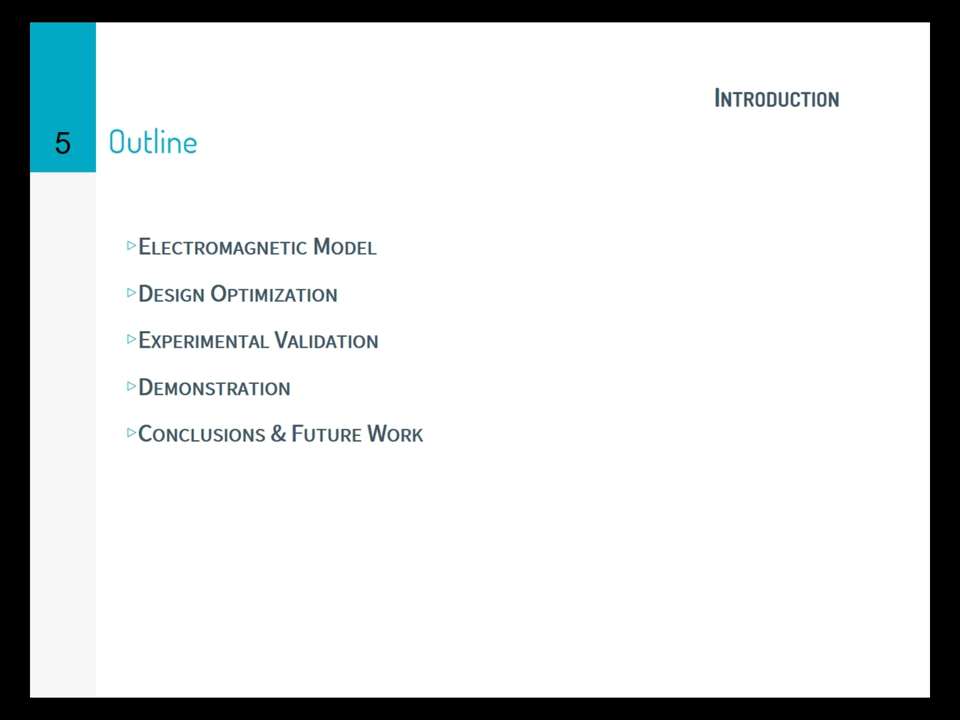 Introduction
5
Outline
Electromagnetic Model
Design Optimization
Experimental Validation
Demonstration
Conclusions & Future Work